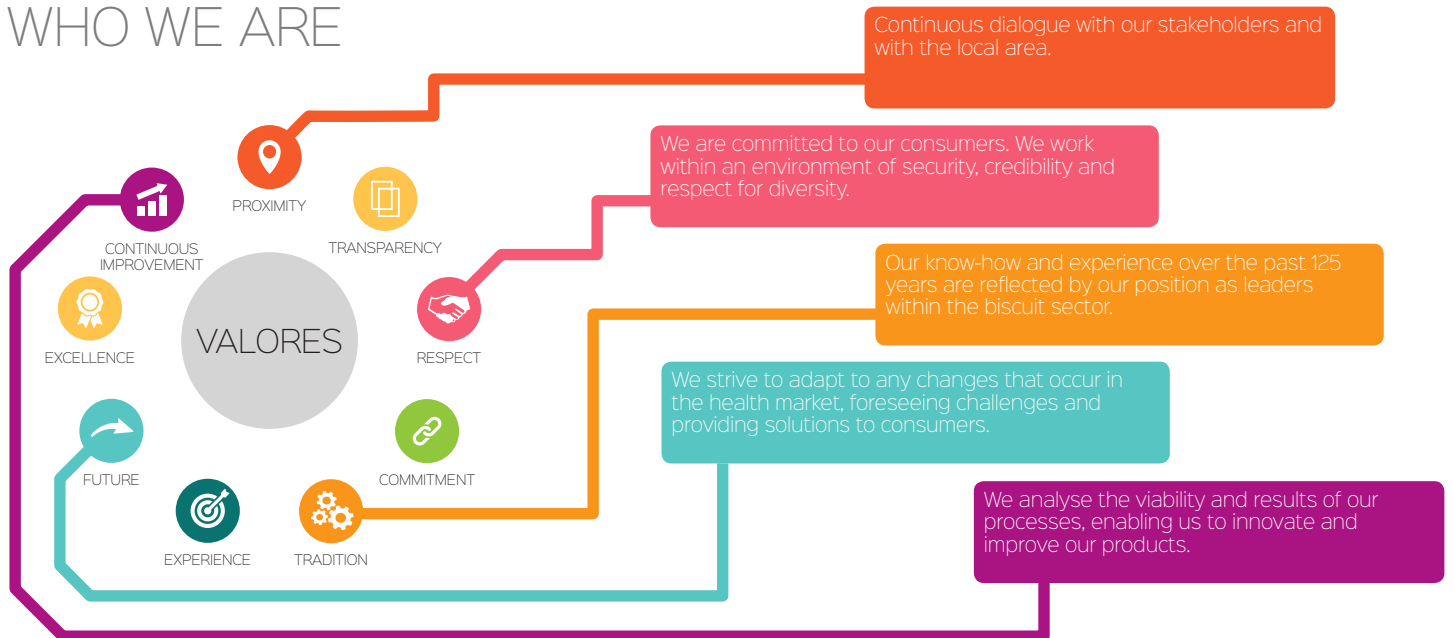 WHO WE ARE
Continuous dialogue with our stakeholders and
with the local area.
We are committed to our consumers. We work
within an environment of security, credibility and
respect for diversity.
Our know-how and experience over the past 125
years are reflected by our position as leaders
within the biscuit sector.
We strive to adapt to any changes that occur in
the health market, foreseeing challenges and
providing solutions to consumers.
We analyse the viability and results of our
processes, enabling us to innovate and
improve our products.
PROXIMITY
TRANSPARENCY
CONTINUOUS
IMPROVEMENT
VALORES
EXCELLENCE
RESPECT
FUTURE
COMMITMENT
EXPERIENCE
TRADITION